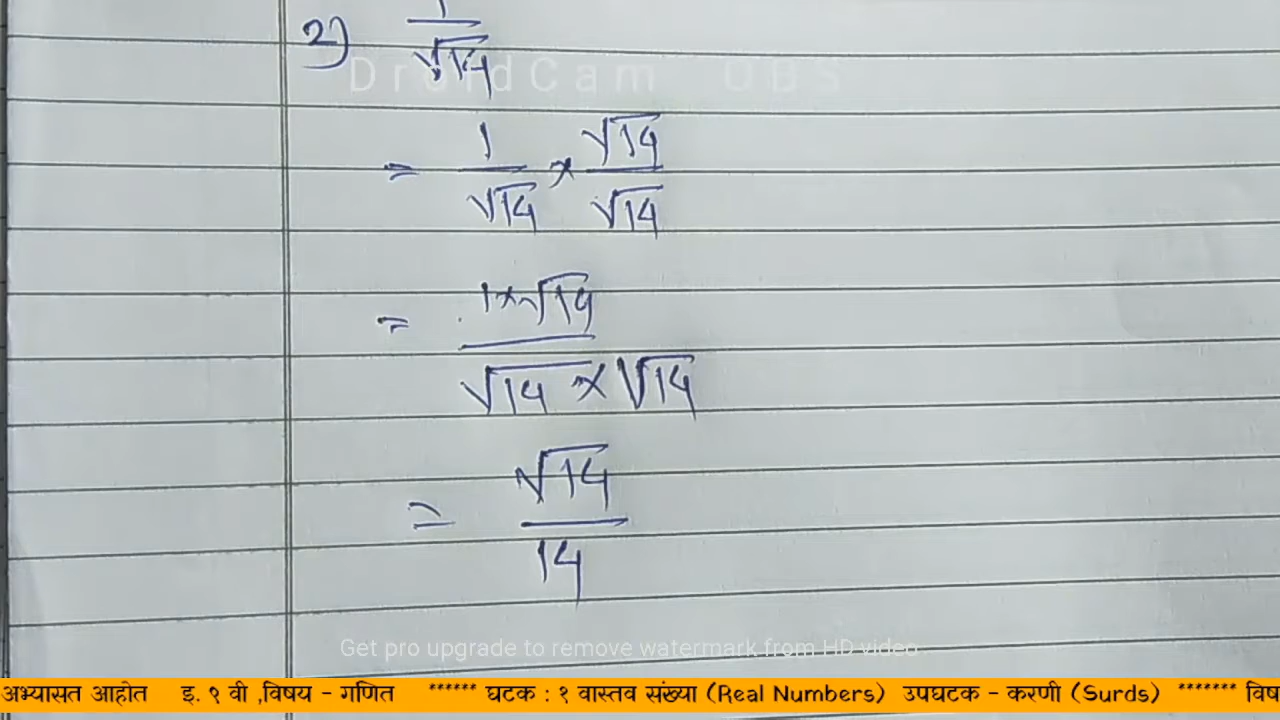 2) 1/√14
DroidCam OBS
= 1/√14 × √14/√14
= 1×√14 / √14 × √14
= √14/14
Get pro upgrade to remove watermark from HD video
अभ्यासत आहोत इ. ९ वी ,विषय - गणित ****** घटक : १ वास्तव संख्या (Real Numbers) उपघटक - करणी (Surds) ******* विष